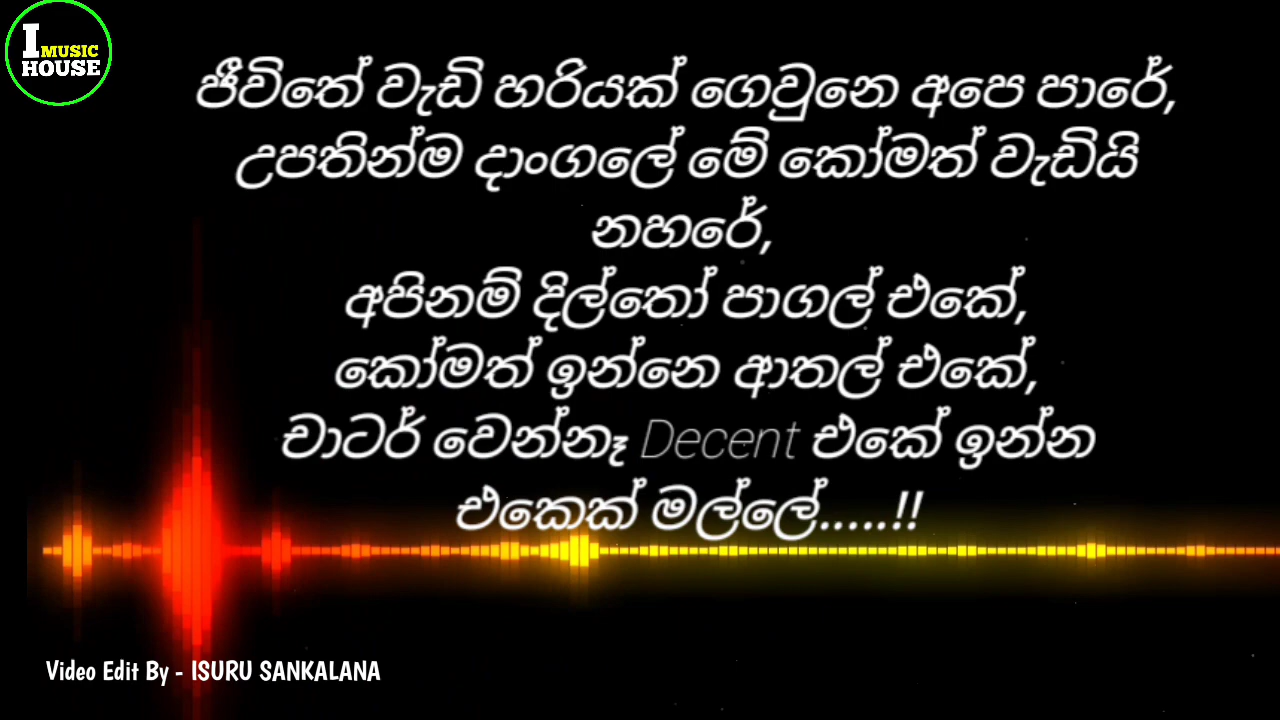 I MUSIC
HOUSE
ජීවිතේ වැඩි හරියක් ගෙවුනෙ අපෙ පාරේ,
උපතින්ම දාංගලේ මේ කෝමත් වැඩියි
නහරේ,
අපිනම් දිල්තෝ පාගල් එකේ,
කෝමත් ඉන්නෙ ආතල් එකේ,
චාටර් වෙන්නෑ Decent එකේ ඉන්න
එකෙක් මල්ලේ.....!!
Video Edit By - ISURU SANKALANA